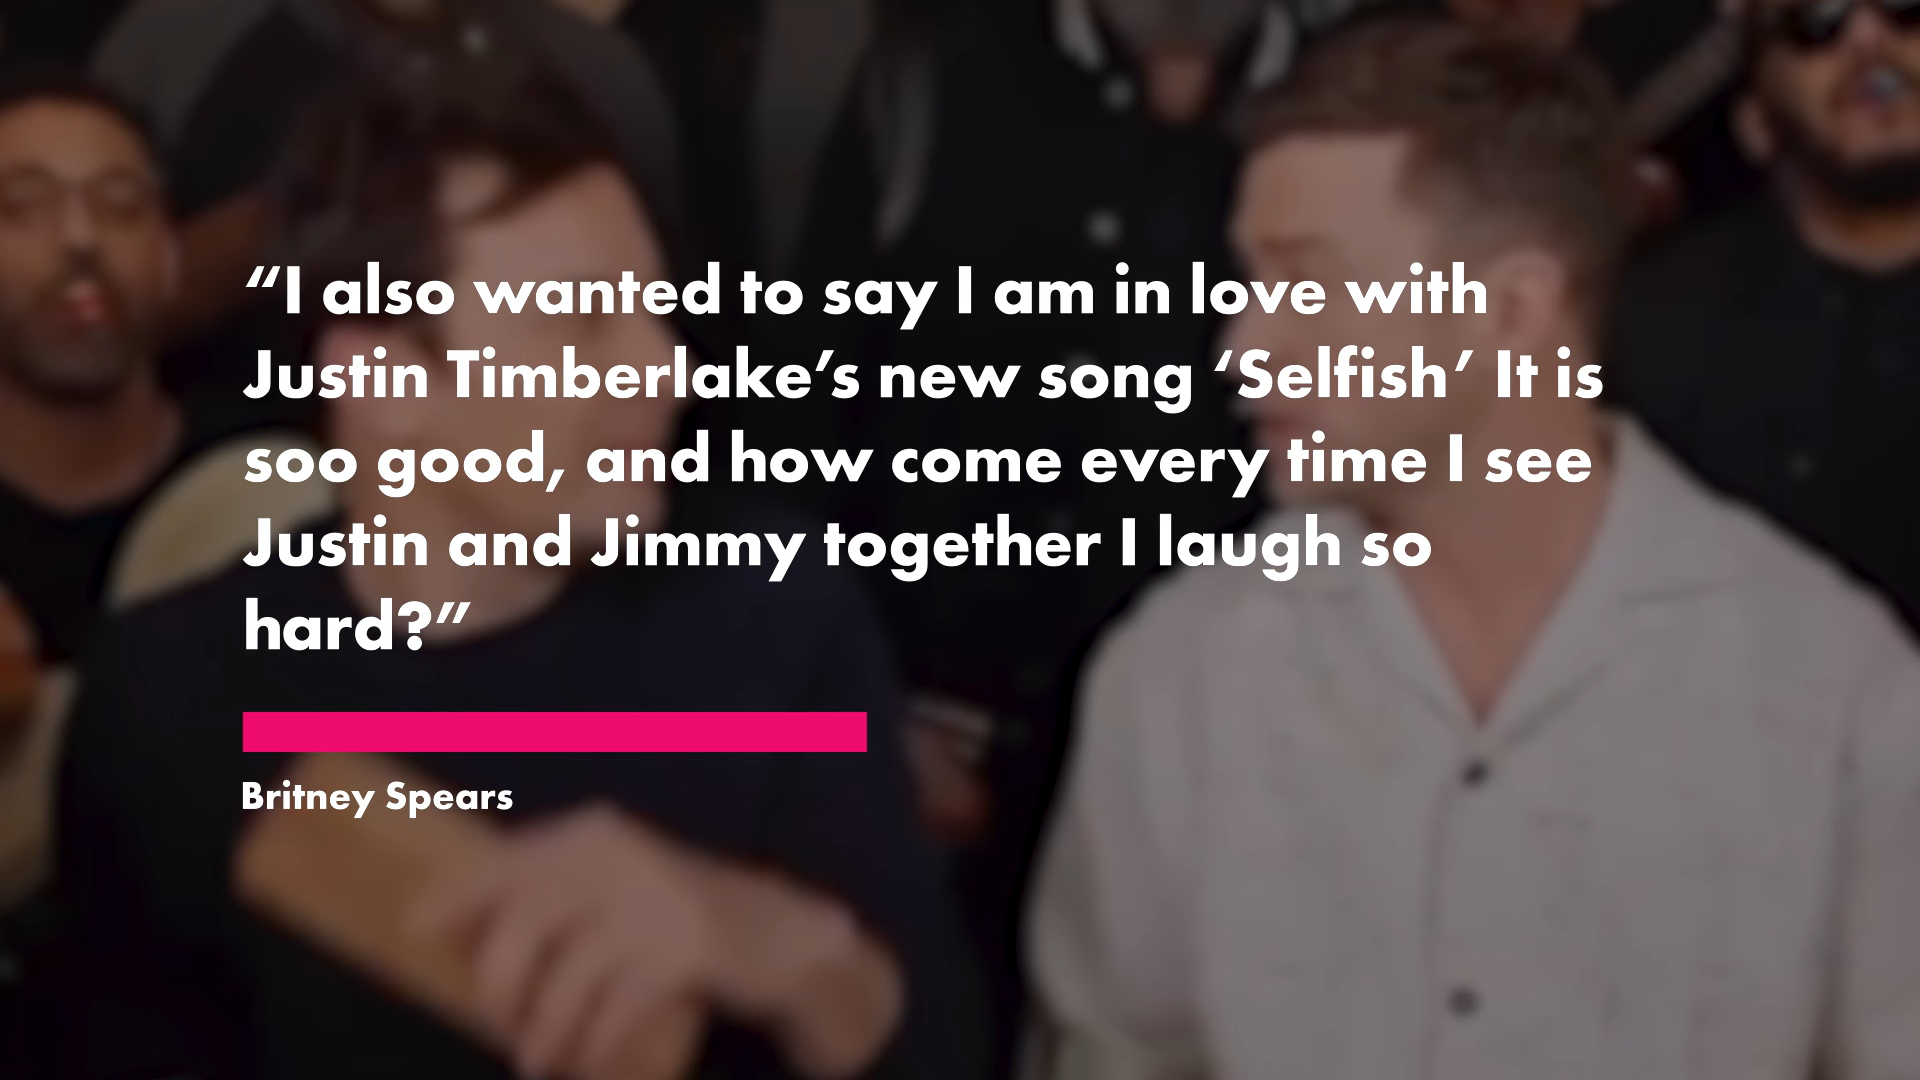 “I also wanted to say I am in love with
Justin Timberlake’s new song ‘Selfish’ It is
soo good, and how come every time I see
Justin and Jimmy together I laugh so
hard?”
Britney Spears